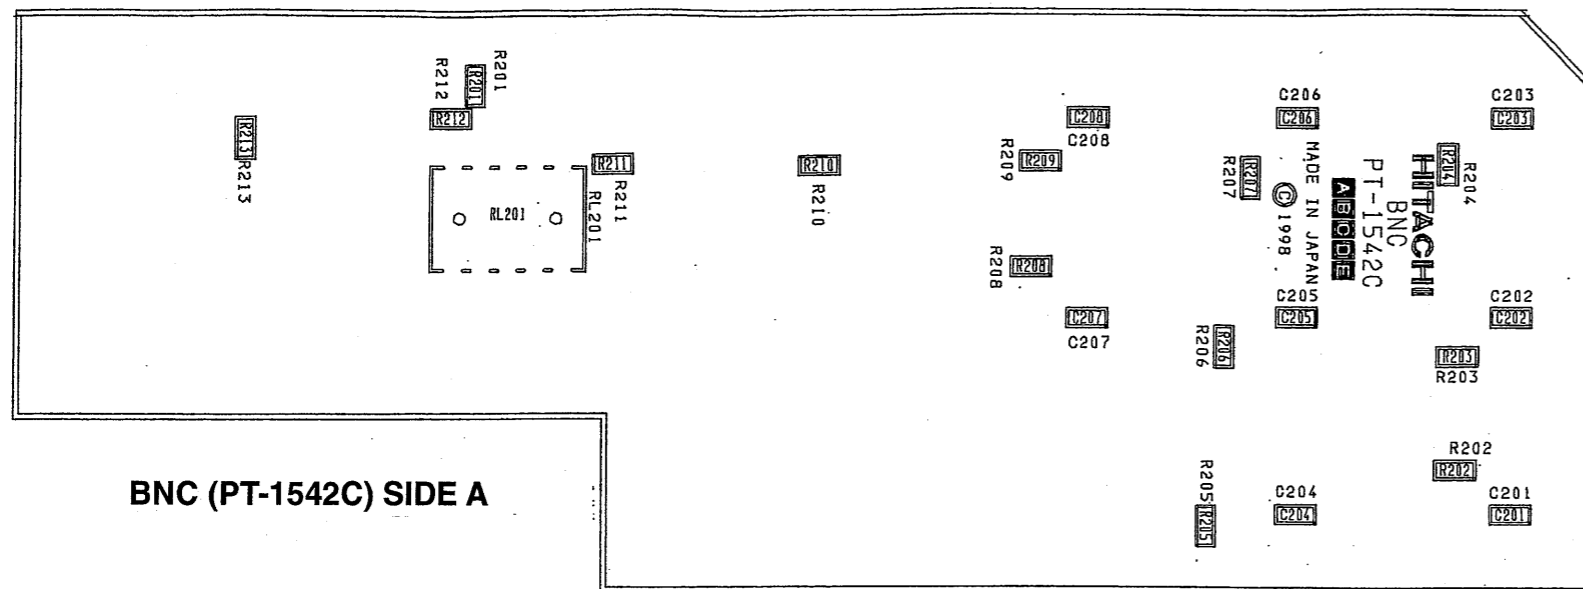 R201
R201
R212
R212
R213
R213
R211
R211
RL201
RL201
R210
R210
C208
C208
R209
R209
R208
R208
C207
C207
C206
C206
R207
R207
MADE IN JAPAN
© 1998
ABCDE
PT-1542C
BNC
HITACHI
R204
R204
C203
C203
C205
C205
R206
R206
C202
C202
R203
R203
R202
R202
R205
R205
C204
C204
C201
C201
BNC (PT-1542C) SIDE A